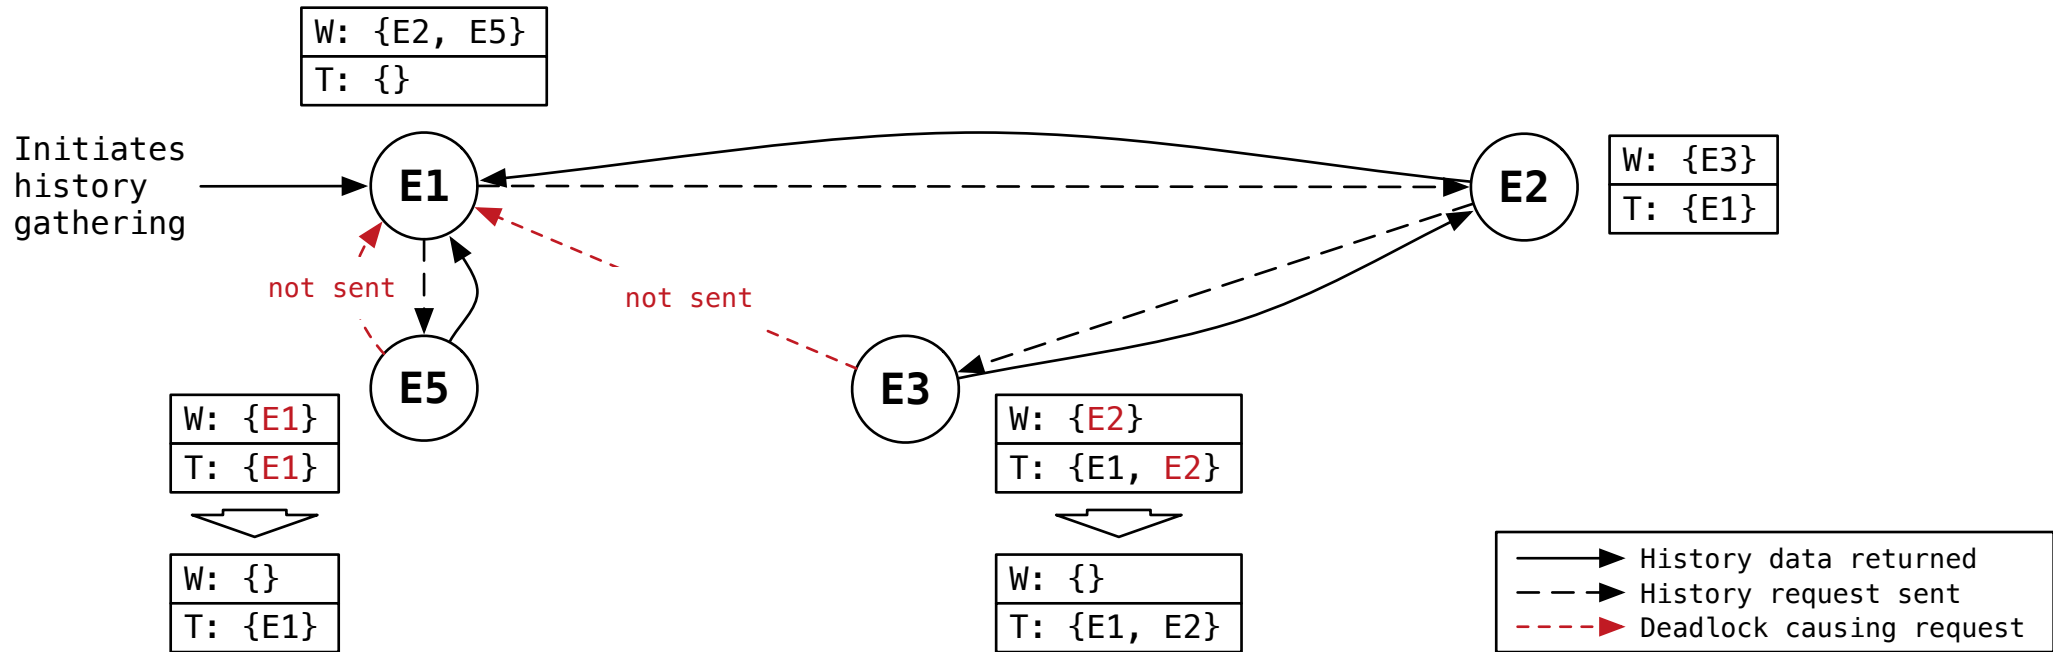 W: {E2, E5}
T: {}
Initiates
history
gathering
E1
E2
W: {E3}
T: {E1}
not sent
not sent
E5
E3
W: {E1}
T: {E1}
W: {E2}
T: {E1, E2}
W: {}
T: {E1}
W: {}
T: {E1, E2}
History data returned
History request sent
Deadlock causing request